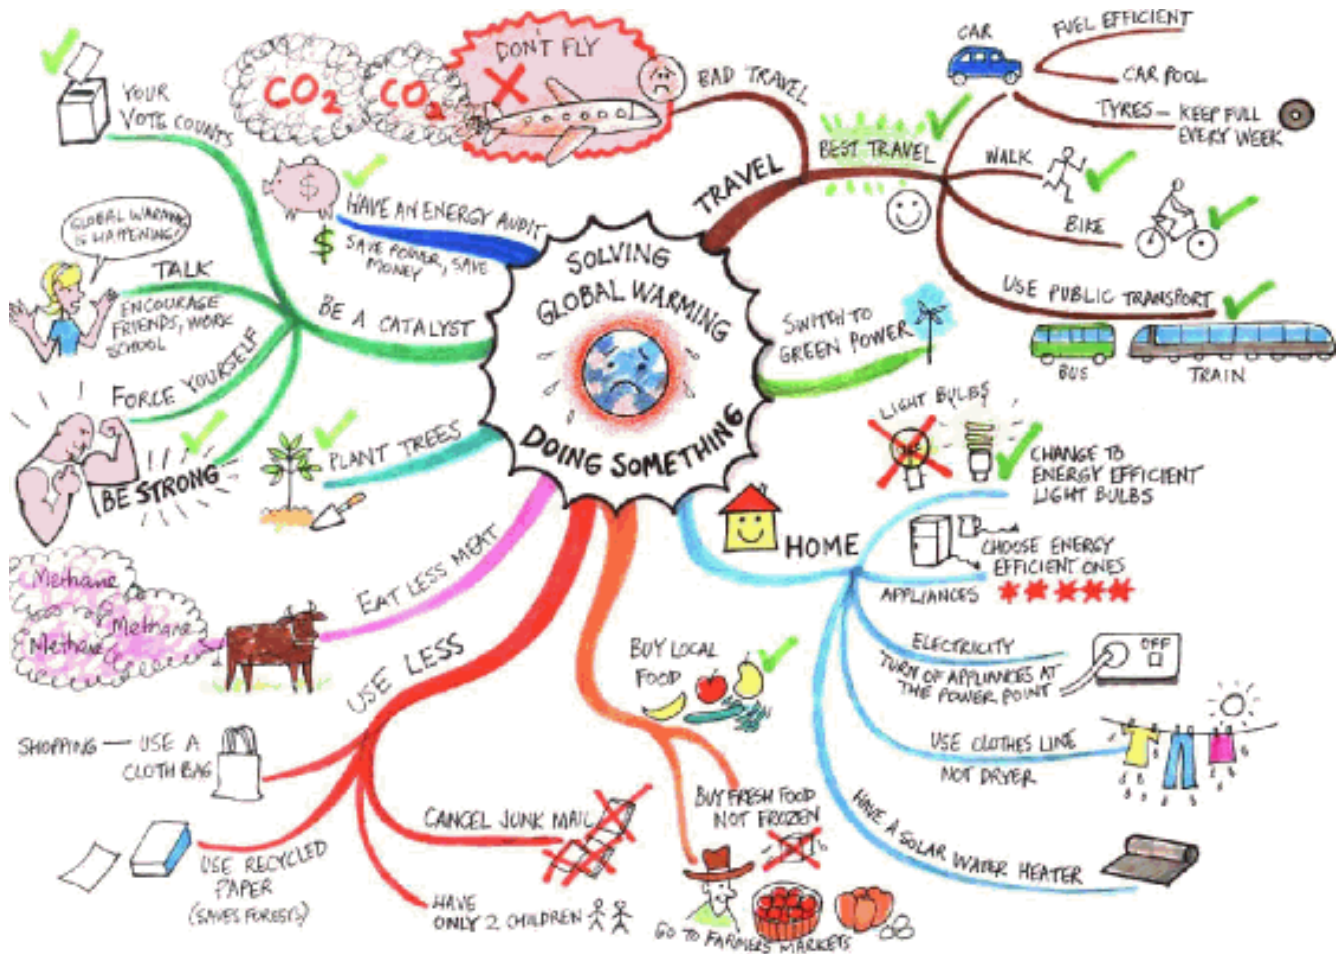 SOLVING
GLOBAL WARMING
DOING SOMETHING
TRAVEL
BAD TRAVEL
DON'T FLY
CO2
CO2
BEST TRAVEL
CAR
FUEL EFFICIENT
CAR POOL
TYRES — KEEP FULL
EVERY WEEK
WALK
BIKE
USE PUBLIC TRANSPORT
BUS
TRAIN
SWITCH TO
GREEN POWER
HOME
LIGHT BULBS
CHANGE TO
ENERGY EFFICIENT
LIGHT BULBS
CHOOSE ENERGY
EFFICIENT ONES
APPLIANCES
ELECTRICITY
TURN OF APPLIANCES AT
THE POWER POINT
OFF
USE CLOTHES LINE
NOT DRYER
HAVE A SOLAR WATER HEATER
BUY LOCAL
FOOD
BUY FRESH FOOD
NOT FROZEN
GO TO FARMERS MARKETS
USE LESS
SHOPPING — USE A
CLOTH BAG
USE RECYCLED
PAPER
(SAVES FORESTS)
CANCEL JUNK MAIL
HAVE
ONLY 2 CHILDREN
EAT LESS MEAT
Methane
Methane
Methane
PLANT TREES
BE A CATALYST
YOUR
VOTE COUNTS
TALK
ENCOURAGE
FRIENDS, WORK
SCHOOL
GLOBAL WARMING
IS HAPPENING!
FORCE YOURSELF
BE STRONG
HAVE AN ENERGY AUDIT
SAVE POWER, SAVE
MONEY
$
$